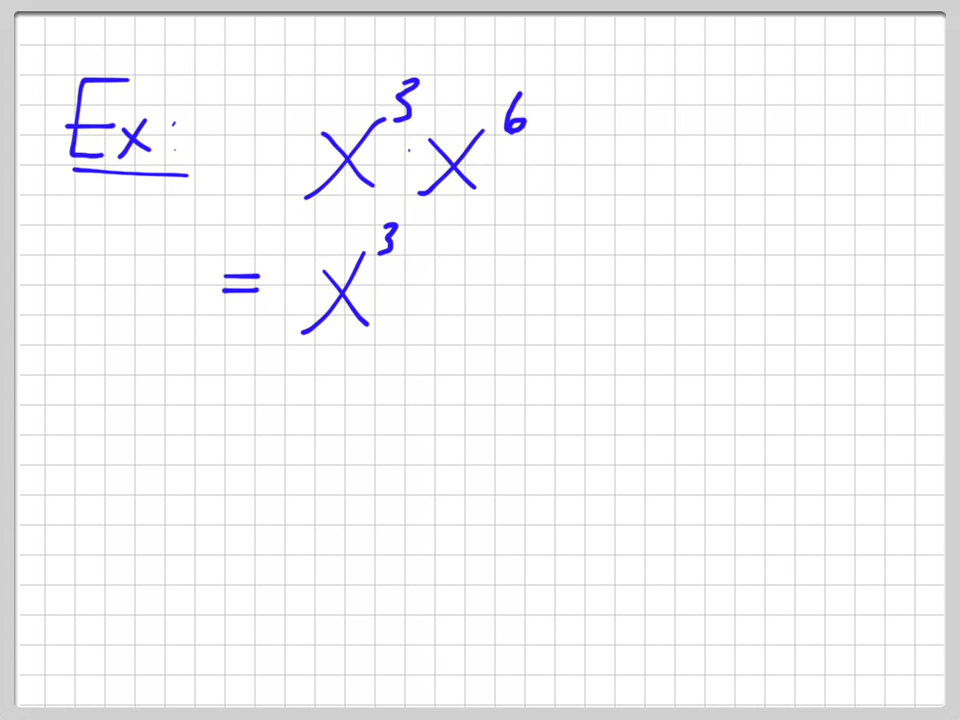 Ex: x³ · x⁶
= x³